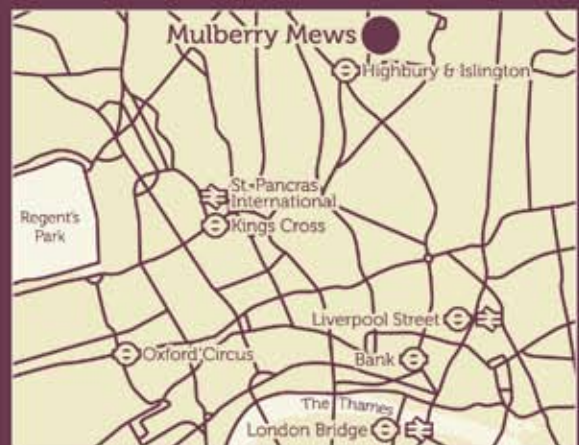 Mulberry Mews
Highbury & Islington
St. Pancras
International
Kings Cross
Regent's
Park
Liverpool Street
Oxford Circus
Bank
The Thames
London Bridge